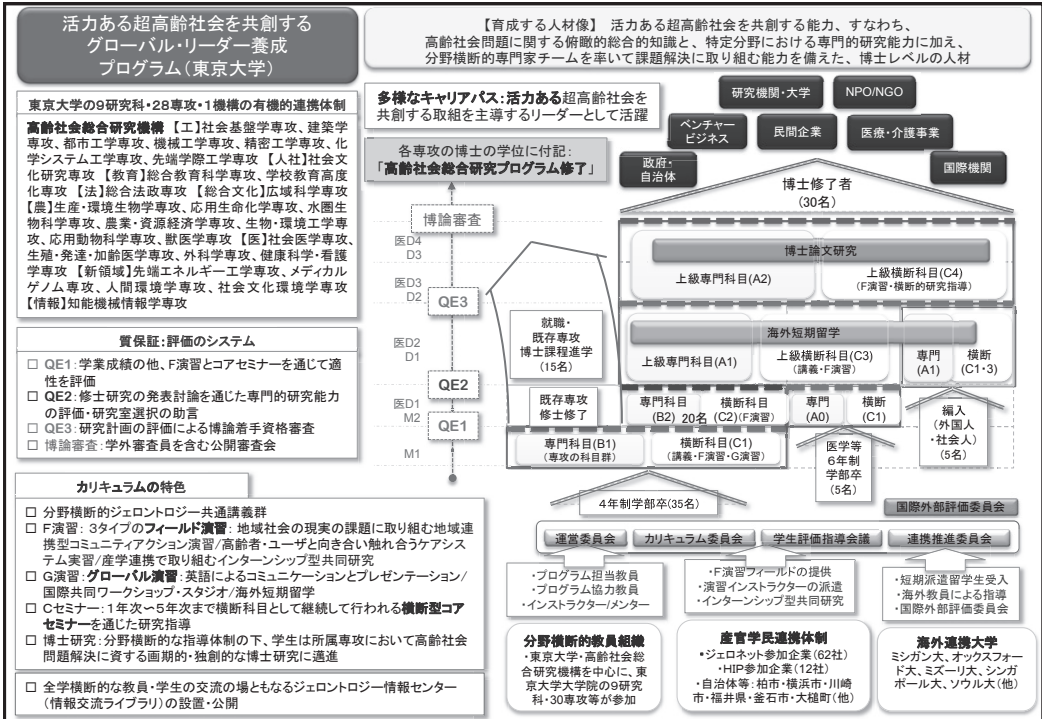 活力ある超高齢社会を共創する
グローバル・リーダー養成
プログラム(東京大学)
【育成する人材像】 活力ある超高齢社会を共創する能力、すなわち、
高齢社会問題に関する俯瞰的総合的知識と、特定分野における専門的研究能力に加え、
分野横断的専門家チームを率いて課題解決に取り組む能力を備えた、博士レベルの人材
東京大学の9研究科・28専攻・1機構の有機的連携体制
高齢社会総合研究機構 【工】社会基盤学専攻、建築学
専攻、都市工学専攻、機械工学専攻、精密工学専攻、化
学システム工学専攻、先端学際工学専攻 【人社】社会文
化研究専攻 【教育】総合教育科学専攻、学校教育高度
化専攻 【法】総合法政専攻 【総合文化】広域科学専攻
【農】生産・環境生物学専攻、応用生命化学専攻、水圏生
物科学専攻、農業・資源経済学専攻、生物・環境工学専
攻、応用動物科学専攻、獣医学専攻 【医】社会医学専攻、
生殖・発達・加齢医学専攻、外科学専攻、健康科学・看護
学専攻 【新領域】先端エネルギー工学専攻、メディカル
ゲノム専攻、人間環境学専攻、社会文化環境学専攻
【情報】知能機械情報学専攻
質保証:評価のシステム
□ QE1:学業成績の他、F演習とコアセミナーを通じて適
性を評価
□ QE2:修士研究の発表討論を通じた専門的研究能力
の評価・研究室選択の助言
□ QE3:研究計画の評価による博論着手資格審査
□ 博論審査:学外審査員を含む公開審査会
カリキュラムの特色
□ 分野横断的ジェロントロジー共通講義群
□ F演習: 3タイプのフィールド演習: 地域社会の現実の課題に取り組む地域連
携型コミュニティアクション演習/高齢者・ユーザと向き合い触れ合うケアシス
テム実習/産学連携で取り組むインターンシップ型共同研究
□ G演習:グローバル演習:英語によるコミュニケーションとプレゼンテーション/
国際共同ワークショップ・スタジオ/海外短期留学
□ Cセミナー:1年次~5年次まで横断科目として継続して行われる横断型コア
セミナーを通じた研究指導
□ 博士研究:分野横断的な指導体制の下、学生は所属専攻において高齢社会
問題解決に資する画期的・独創的な博士研究に邁進
□ 全学横断的な教員・学生の交流の場ともなるジェロントロジー情報センター
(情報交流ライブラリ)の設置・公開
多様なキャリアパス:活力ある超高齢社会を
共創する取組を主導するリーダーとして活躍
研究機関・大学
NPO/NGO
ベンチャー
ビジネス
民間企業
医療・介護事業
政府・
自治体
国際機関
各専攻の博士の学位に付記:
「高齢社会総合研究プログラム修了」
博士修了者
(30名)
博論審査
医D4
D3
医D3
D2
QE3
医D2
D1
QE2
医D1
M2
QE1
M1
博士論文研究
上級専門科目(A2)
上級横断科目(C4)
(F演習・横断的研究指導)
就職・
既存専攻
博士課程進学
(15名)
海外短期留学
上級専門科目(A1)
上級横断科目(C3)
(講義・F演習)
専門
(A1)
横断
(C1・3)
既存専攻
修士修了
専門科目
(B2)
20名
横断科目
(C2)(F演習)
専門
(A0)
横断
(C1)
専門科目(B1)
(専攻の科目群)
横断科目(C1)
(講義・F演習・G演習)
医学等
6年制
学部卒
(5名)
編入
(外国人
・社会人)
(5名)
4年制学部卒(35名)
国際外部評価委員会
運営委員会
カリキュラム委員会
学生評価指導会議
連携推進委員会
・プログラム担当教員
・プログラム協力教員
・インストラクター/メンター
・F演習フィールドの提供
・演習インストラクターの派遣
・インターンシップ型共同研究
・短期派遣留学生受入
・海外教員による指導
・国際外部評価委員会
分野横断的教員組織
・東京大学・高齢社会総
合研究機構を中心に、東
京大学大学院の9研究
科・30専攻等が参加
産官学民連携体制
・ジェロネット参加企業(62社)
・HIP参加企業(12社)
・自治体等:柏市・横浜市・川崎
市・福井県・釜石市・大槌町(他)
海外連携大学
ミシガン大、オックスフォー
ド大、ミズーリ大、シンガ
ポール大、ソウル大(他)